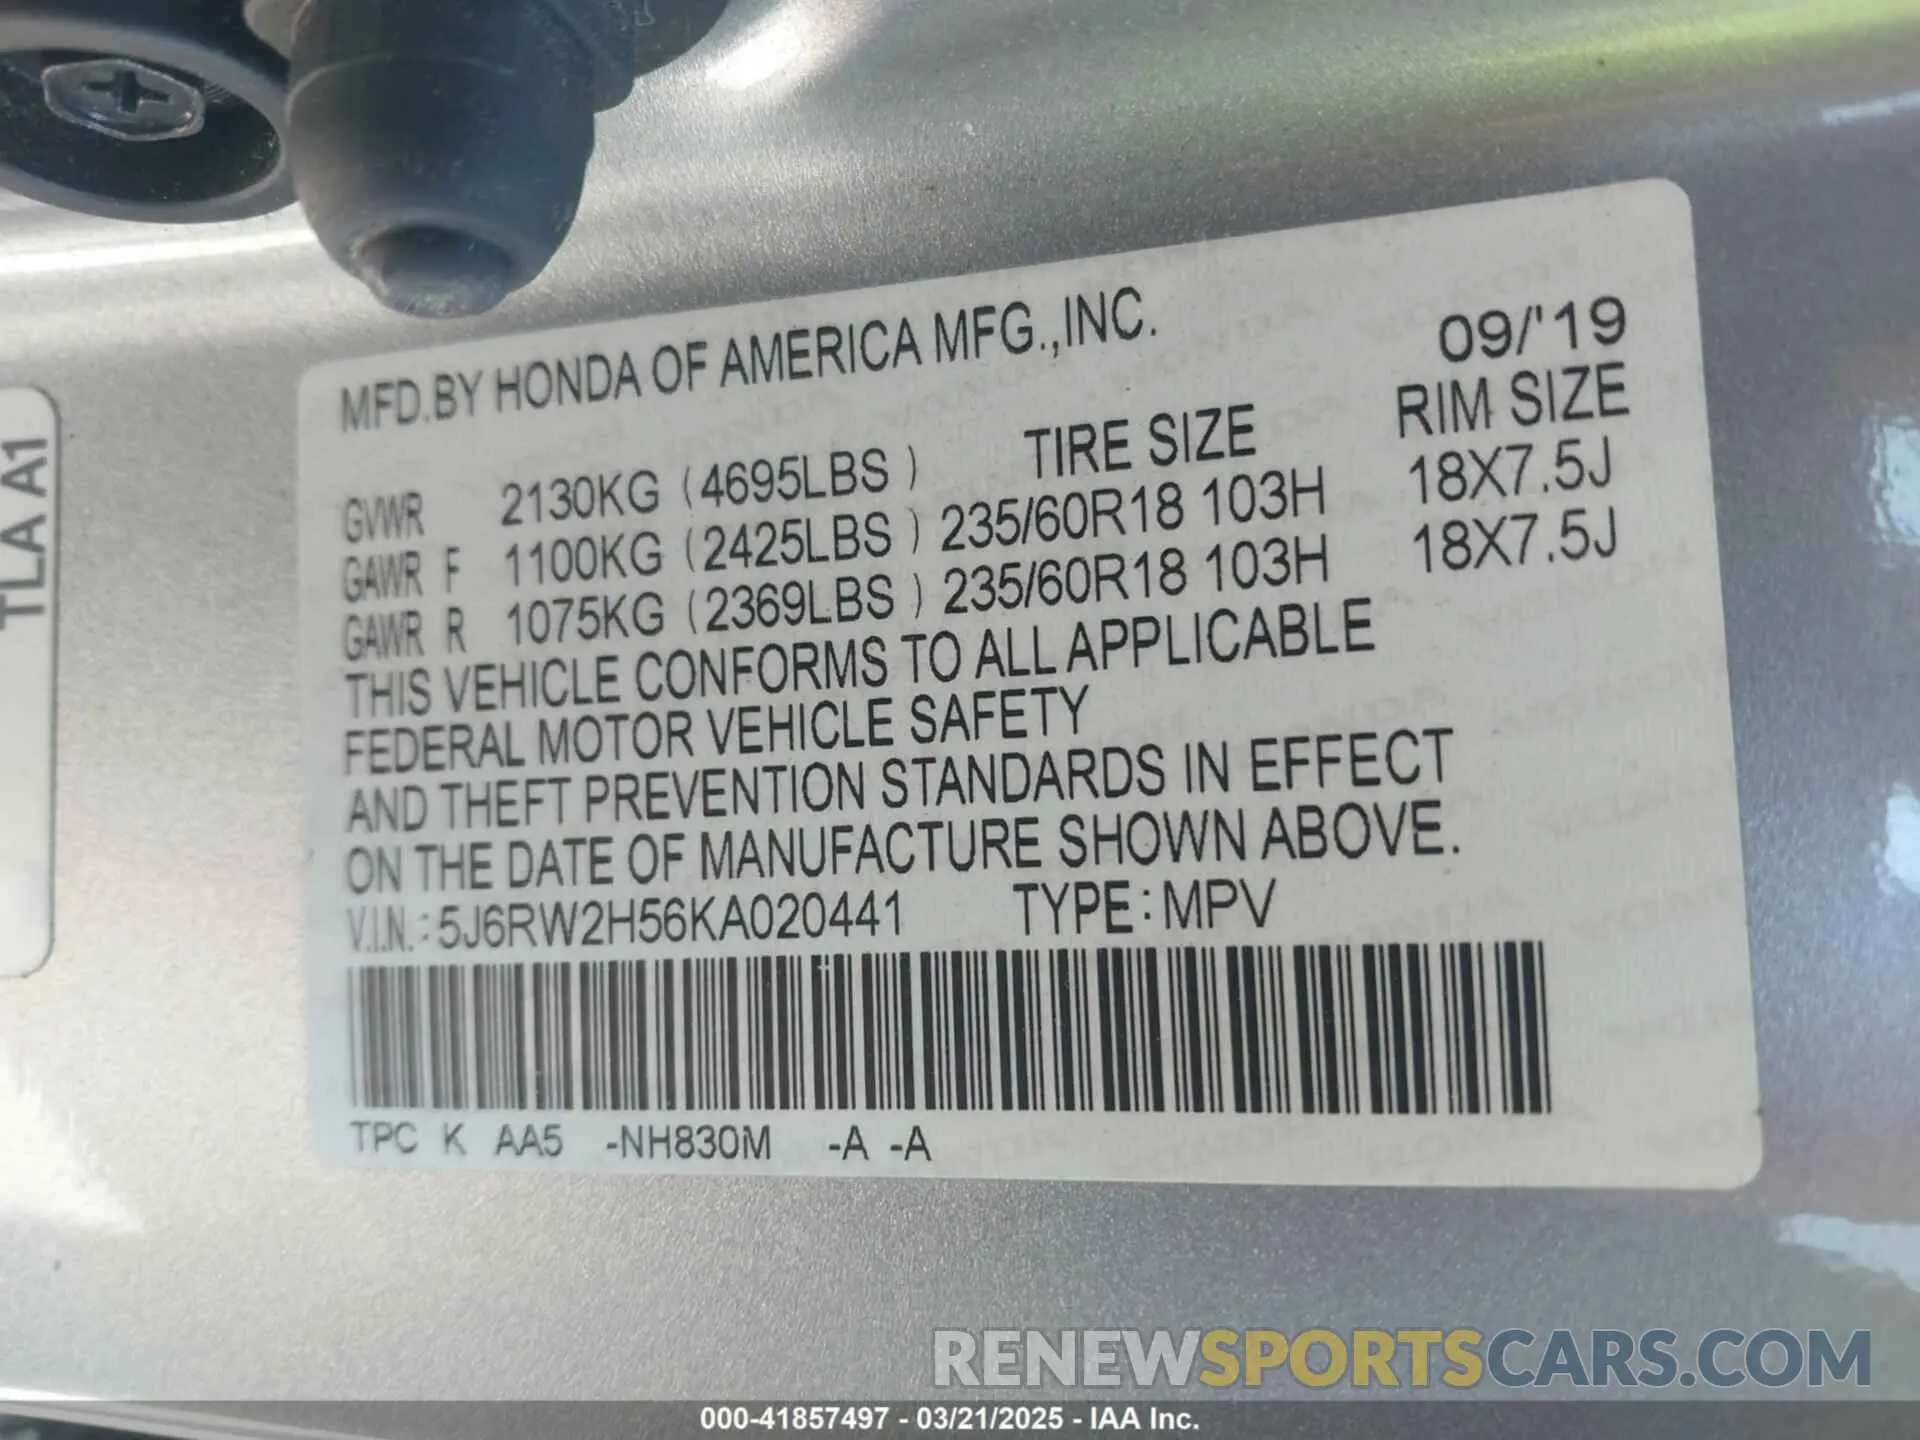 MFD.BY HONDA OF AMERICA MFG.,INC. 09/'19
TIRE SIZE RIM SIZE
GVWR 2130KG (4695LBS )
GAWR F 1100KG (2425LBS ) 235/60R18 103H 18X7.5J
GAWR R 1075KG (2369LBS ) 235/60R18 103H 18X7.5J
THIS VEHICLE CONFORMS TO ALL APPLICABLE
FEDERAL MOTOR VEHICLE SAFETY
AND THEFT PREVENTION STANDARDS IN EFFECT
ON THE DATE OF MANUFACTURE SHOWN ABOVE.
V.I.N.: 5J6RW2H56KA020441 TYPE: MPV
TPC K AA5 -NH830M -A -A
TLA A1
RENEWSPORTSCARS.COM
000-41857497 - 03/21/2025 - IAA Inc.